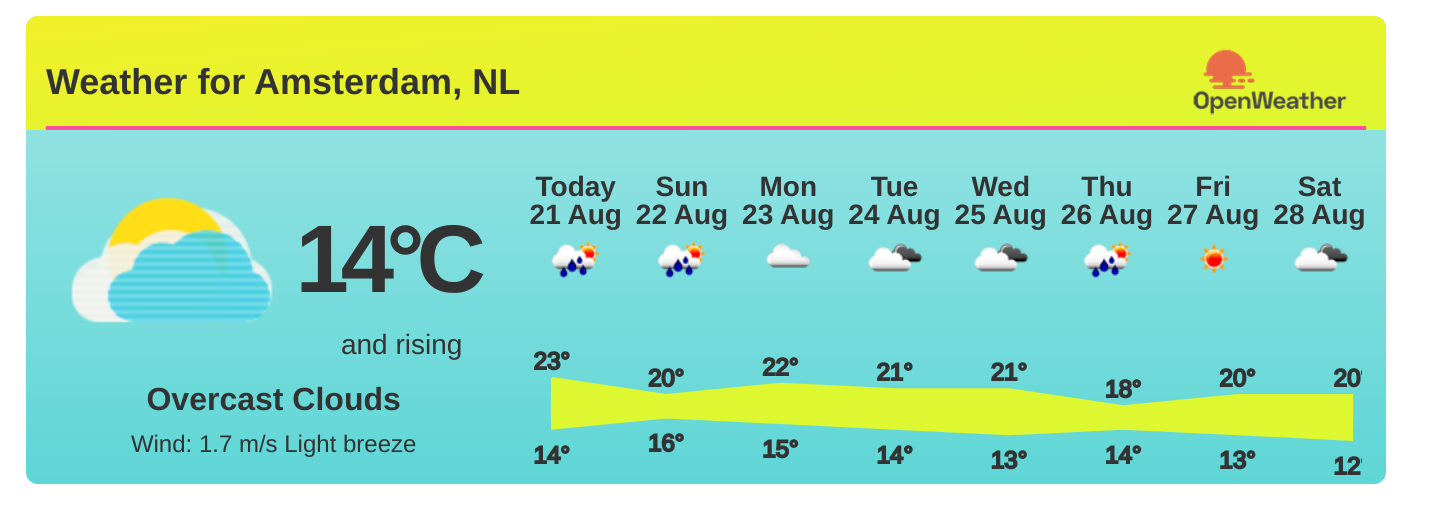 Weather for Amsterdam, NL
OpenWeather
14°C
and rising
Overcast Clouds
Wind: 1.7 m/s Light breeze
Today Sun Mon Tue Wed Thu Fri Sat
21 Aug 22 Aug 23 Aug 24 Aug 25 Aug 26 Aug 27 Aug 28 Aug
23° 20° 22° 21° 21° 18° 20° 20°
14° 16° 15° 14° 13° 14° 13° 12°